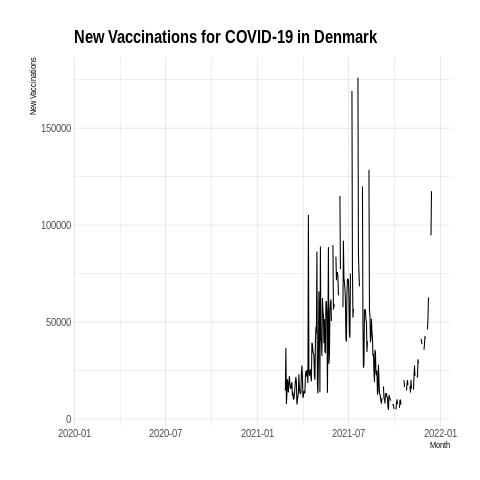 New Vaccinations for COVID-19 in Denmark
New Vaccinations
150000
100000
50000
0
2020-01 2020-07 2021-01 2021-07 2022-01
Month